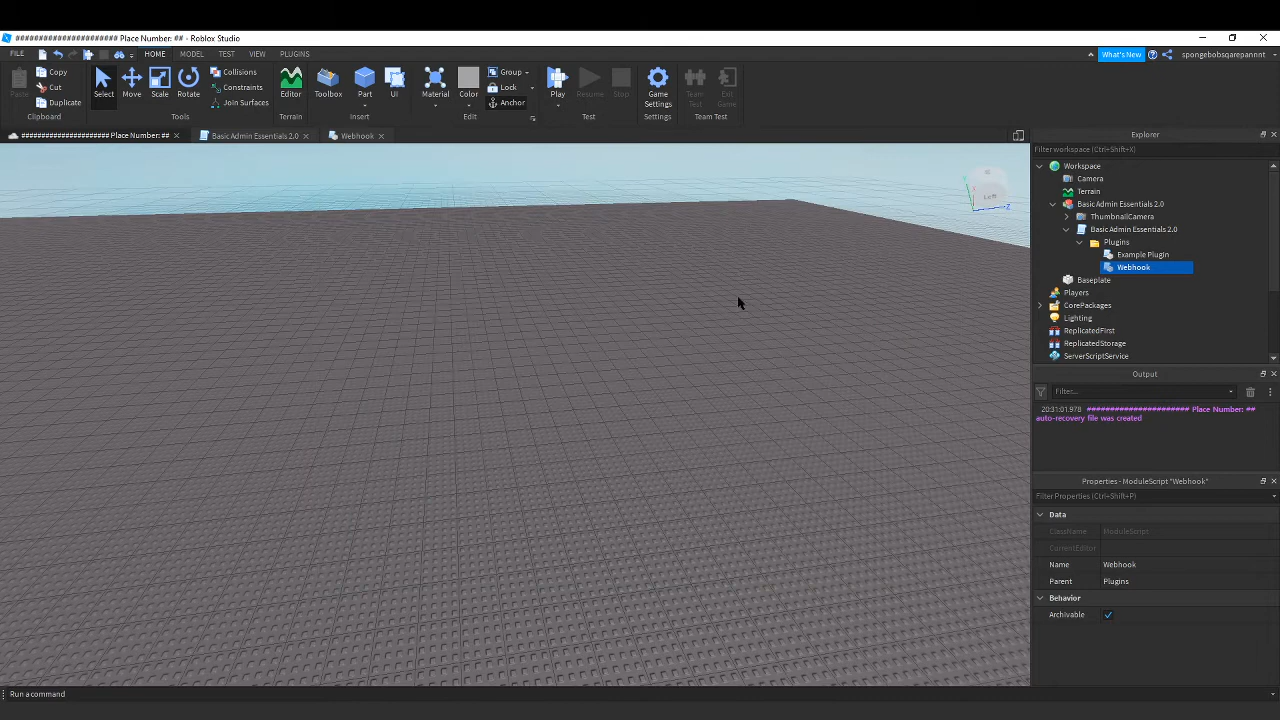 ###################### Place Number: ## - Roblox Studio
FILE HOME MODEL TEST VIEW PLUGINS What's New spongebobsqarepannnt
Copy Collisions Group
Cut Constraints Lock
Paste Duplicate Select Move Scale Rotate Join Surfaces Editor Toolbox Part UI Material Color Anchor Play Resume Stop Game Settings Team Test Exit Game
Clipboard Tools Terrain Insert Edit Test Settings Team Test
###################### Place Number: ## Basic Admin Essentials 2.0 Webhook
Explorer
Filter workspace (Ctrl+Shift+X)
Workspace
Camera
Terrain
Basic Admin Essentials 2.0
ThumbnailCamera
Basic Admin Essentials 2.0
Plugins
Example Plugin
Webhook
Baseplate
Players
CorePackages
Lighting
ReplicatedFirst
ReplicatedStorage
ServerScriptService
Left
Y
X
Z
Output
Filter...
20:31:01.978 ###################### Place Number: ##
auto-recovery file was created
Properties - ModuleScript "Webhook"
Filter Properties (Ctrl+Shift+P)
Data
ClassName ModuleScript
CurrentEditor
Name Webhook
Parent Plugins
Behavior
Archivable
Run a command